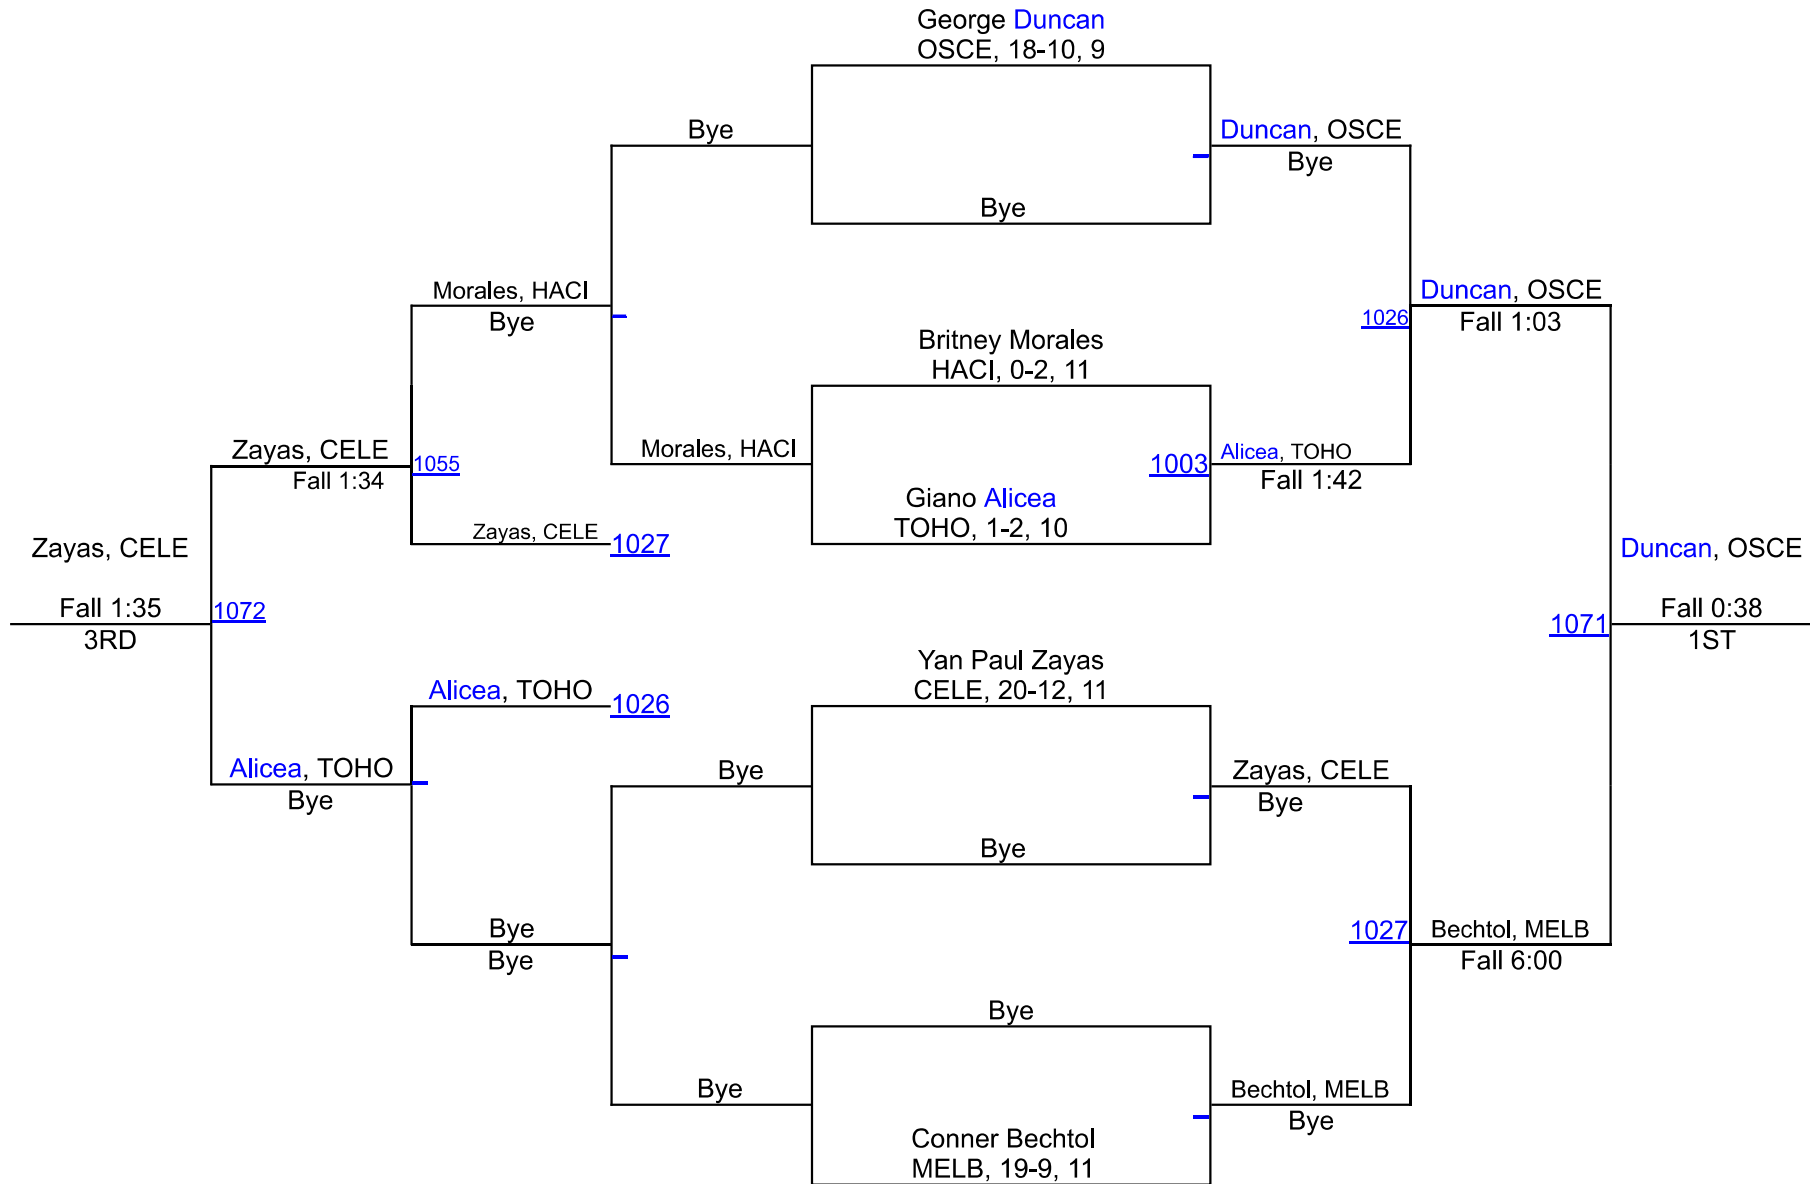 George Duncan
OSCE, 18-10, 9
Bye
Duncan, OSCE
Bye
Bye
Morales, HACI
Bye
Duncan, OSCE
1026
Fall 1:03
Britney Morales
HACI, 0-2, 11
Zayas, CELE
1055
Fall 1:34
Morales, HACI
1003
Alicea, TOHO
Fall 1:42
Giano Alicea
TOHO, 1-2, 10
Zayas, CELE
1027
Zayas, CELE
Duncan, OSCE
Fall 1:35
1072
3RD
1071
Fall 0:38
1ST
Yan Paul Zayas
CELE, 20-12, 11
Alicea, TOHO
1026
Alicea, TOHO
Bye
Bye
Zayas, CELE
Bye
Bye
Bye
Bye
1027
Bechtol, MELB
Fall 6:00
Bye
Bye
Bechtol, MELB
Bye
Conner Bechtol
MELB, 19-9, 11